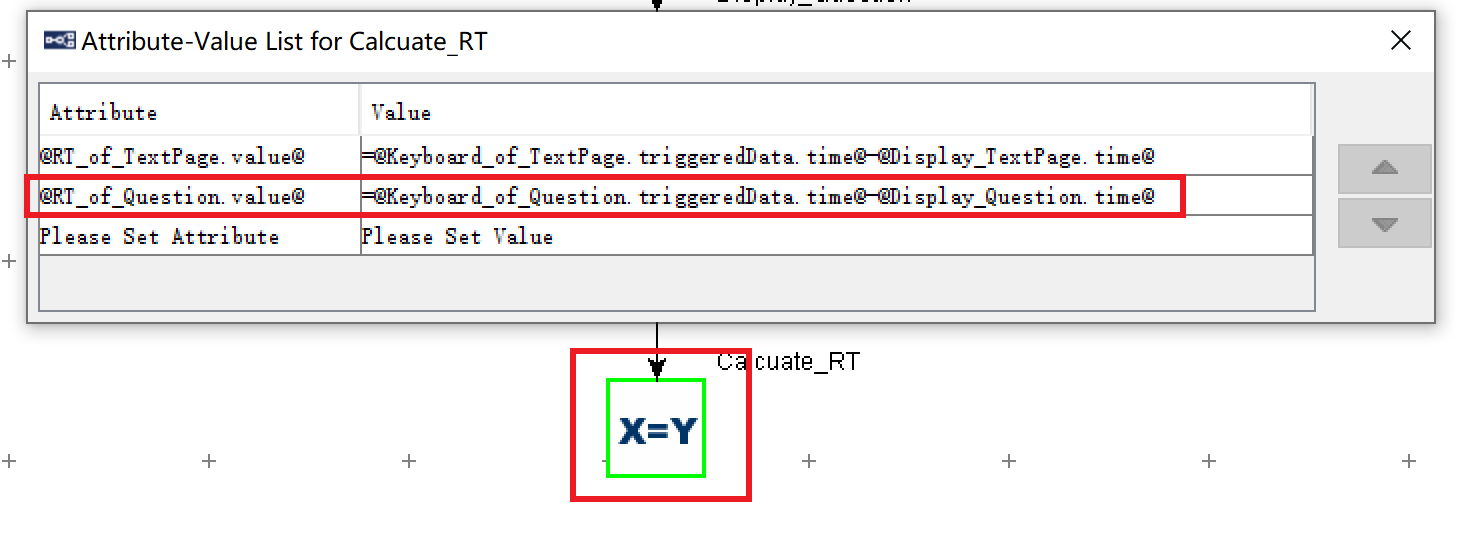 Display_Question
Attribute-Value List for Calcuate_RT
Attribute Value
@RT_of_TextPage.value@ =@Keyboard_of_TextPage.triggeredData.time@-@Display_TextPage.time@
@RT_of_Question.value@ =@Keyboard_of_Question.triggeredData.time@-@Display_Question.time@
Please Set Attribute Please Set Value
Calcuate_RT
X=Y